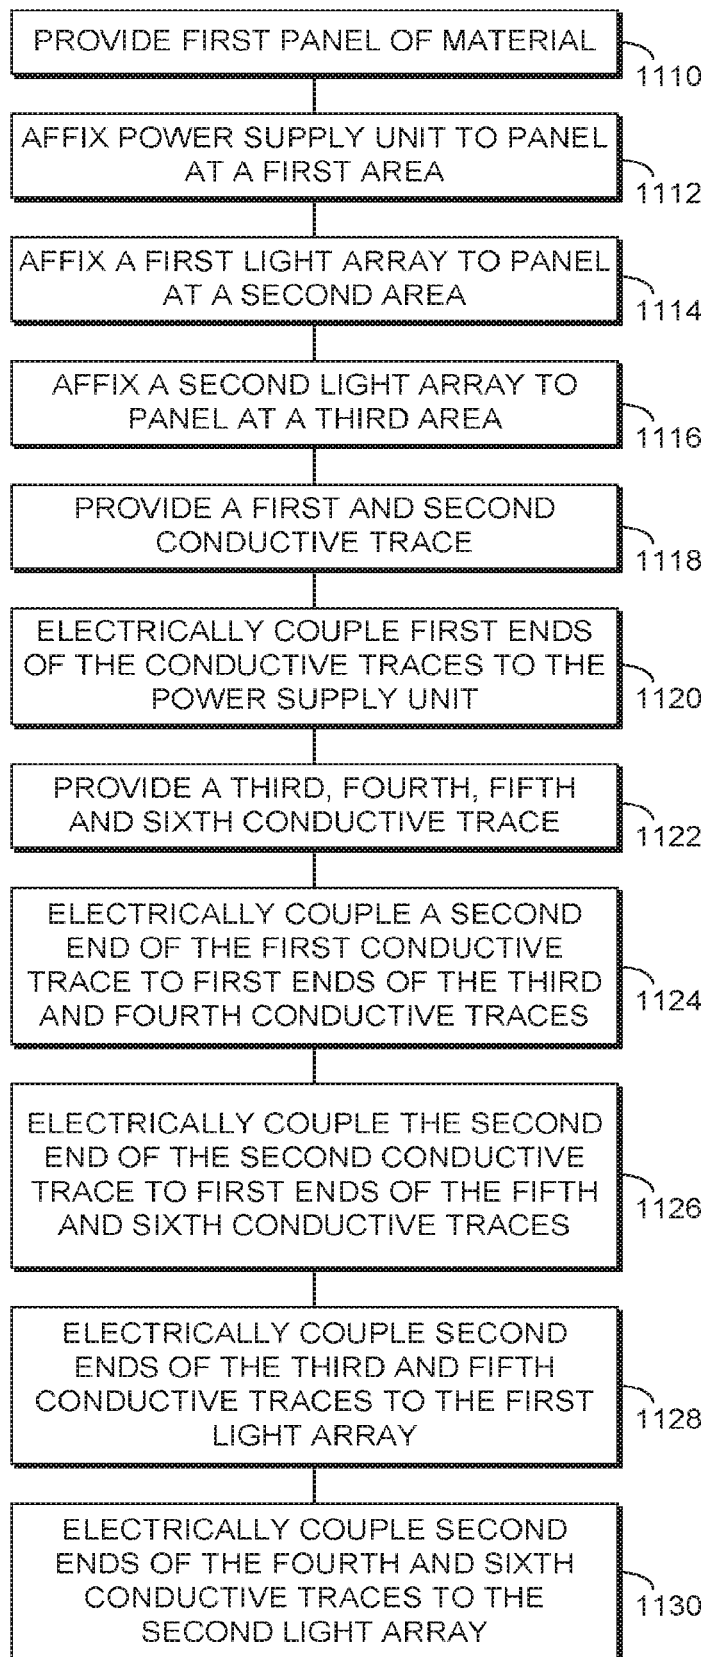 PROVIDE FIRST PANEL OF MATERIAL
1110
AFFIX POWER SUPPLY UNIT TO PANEL
AT A FIRST AREA
1112
AFFIX A FIRST LIGHT ARRAY TO PANEL
AT A SECOND AREA
1114
AFFIX A SECOND LIGHT ARRAY TO
PANEL AT A THIRD AREA
1116
PROVIDE A FIRST AND SECOND
CONDUCTIVE TRACE
1118
ELECTRICALLY COUPLE FIRST ENDS
OF THE CONDUCTIVE TRACES TO THE
POWER SUPPLY UNIT
1120
PROVIDE A THIRD, FOURTH, FIFTH
AND SIXTH CONDUCTIVE TRACE
1122
ELECTRICALLY COUPLE A SECOND
END OF THE FIRST CONDUCTIVE
TRACE TO FIRST ENDS OF THE THIRD
AND FOURTH CONDUCTIVE TRACES
1124
ELECTRICALLY COUPLE THE SECOND
END OF THE SECOND CONDUCTIVE
TRACE TO FIRST ENDS OF THE FIFTH
AND SIXTH CONDUCTIVE TRACES
1126
ELECTRICALLY COUPLE SECOND
ENDS OF THE THIRD AND FIFTH
CONDUCTIVE TRACES TO THE FIRST
LIGHT ARRAY
1128
ELECTRICALLY COUPLE SECOND
ENDS OF THE FOURTH AND SIXTH
CONDUCTIVE TRACES TO THE
SECOND LIGHT ARRAY
1130